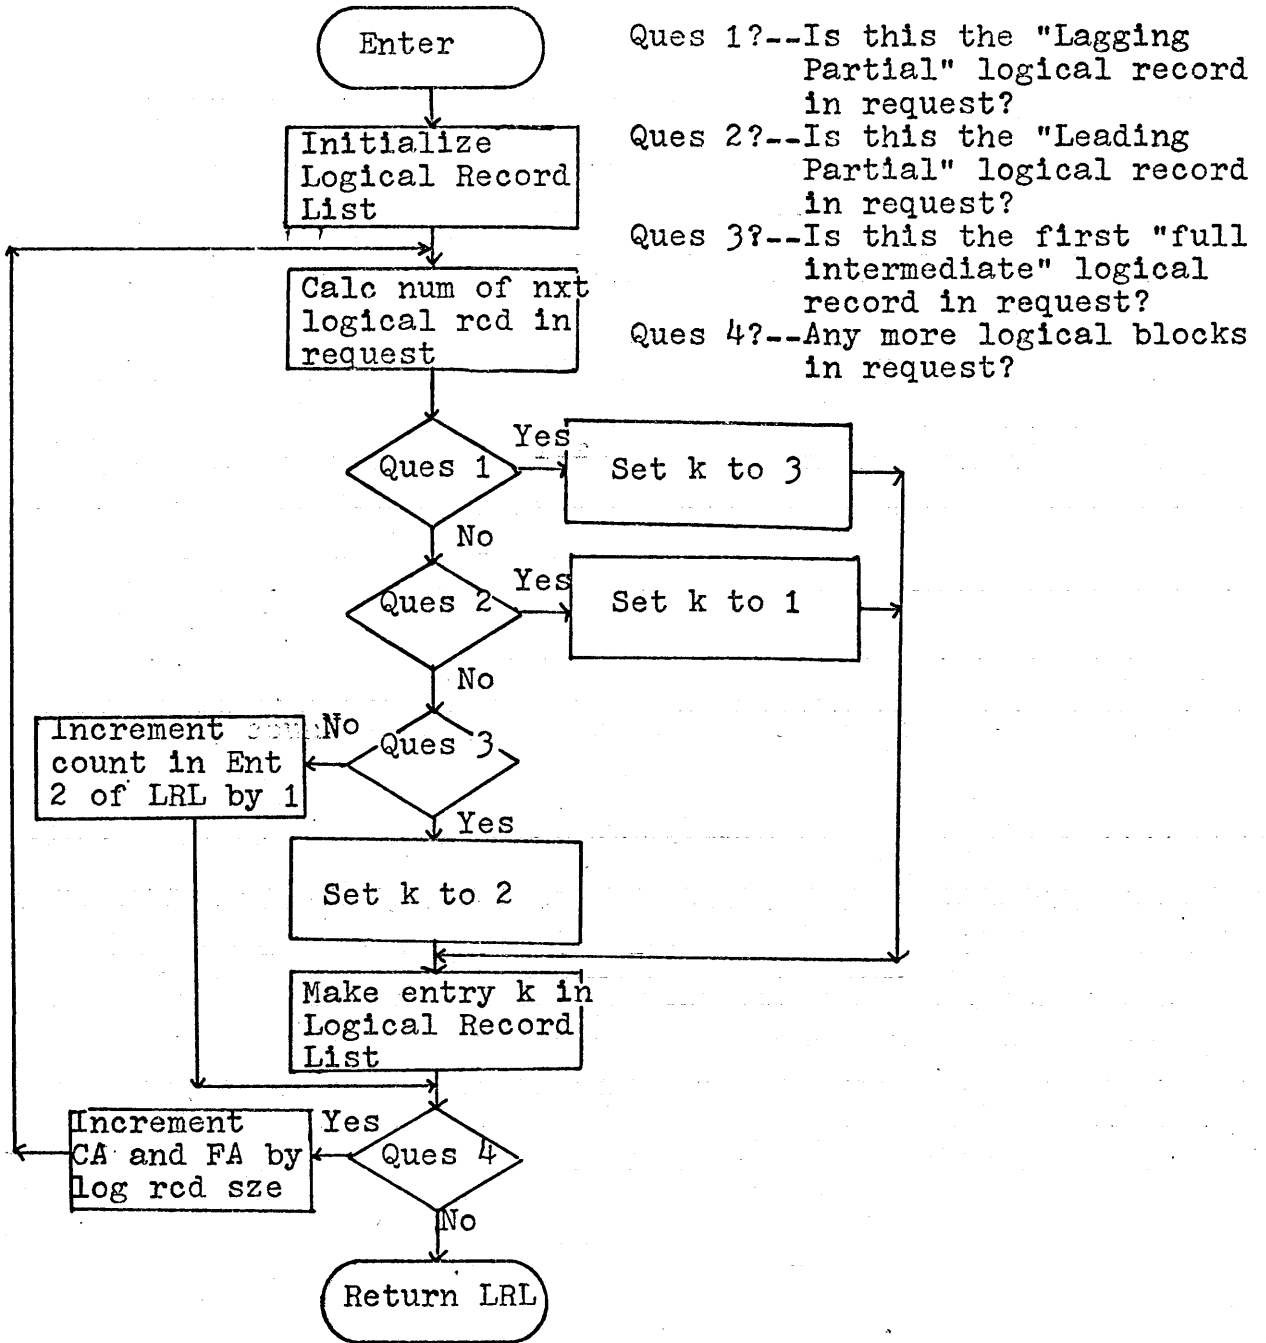 Enter
Ques 1?--Is this the "Lagging
Partial" logical record
in request?
Ques 2?--Is this the "Leading
Partial" logical record
in request?
Ques 3?--Is this the first "full
intermediate" logical
record in request?
Ques 4?--Any more logical blocks
in request?
Initialize
Logical Record
List
Calc num of nxt
logical rcd in
request
Ques 1
Yes
Set k to 3
No
Ques 2
Yes
Set k to 1
No
Ques 3
No
Increment
count in Ent
2 of LRL by 1
Yes
Set k to 2
Make entry k in
Logical Record
List
Ques 4
Yes
Increment
CA and FA by
log rcd sze
No
Return LRL